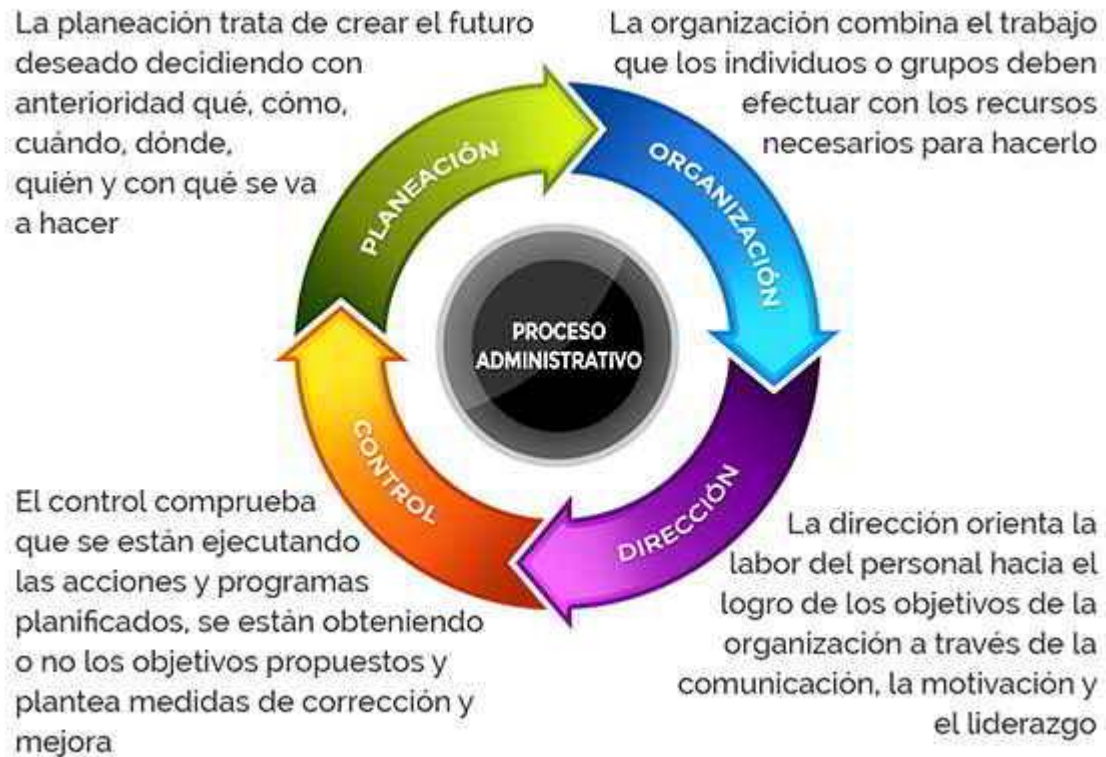 La planeación trata de crear el futuro
deseado decidiendo con
anterioridad qué, cómo,
cuándo, dónde,
quién y con qué se va
a hacer
La organización combina el trabajo
que los individuos o grupos deben
efectuar con los recursos
necesarios para hacerlo
PLANEACIÓN
ORGANIZACIÓN
PROCESO
ADMINISTRATIVO
CONTROL
DIRECCIÓN
El control comprueba
que se están ejecutando
las acciones y programas
planificados, se están obteniendo
o no los objetivos propuestos y
plantea medidas de corrección y
mejora
La dirección orienta la
labor del personal hacia el
logro de los objetivos de la
organización a través de la
comunicación, la motivación y
el liderazgo